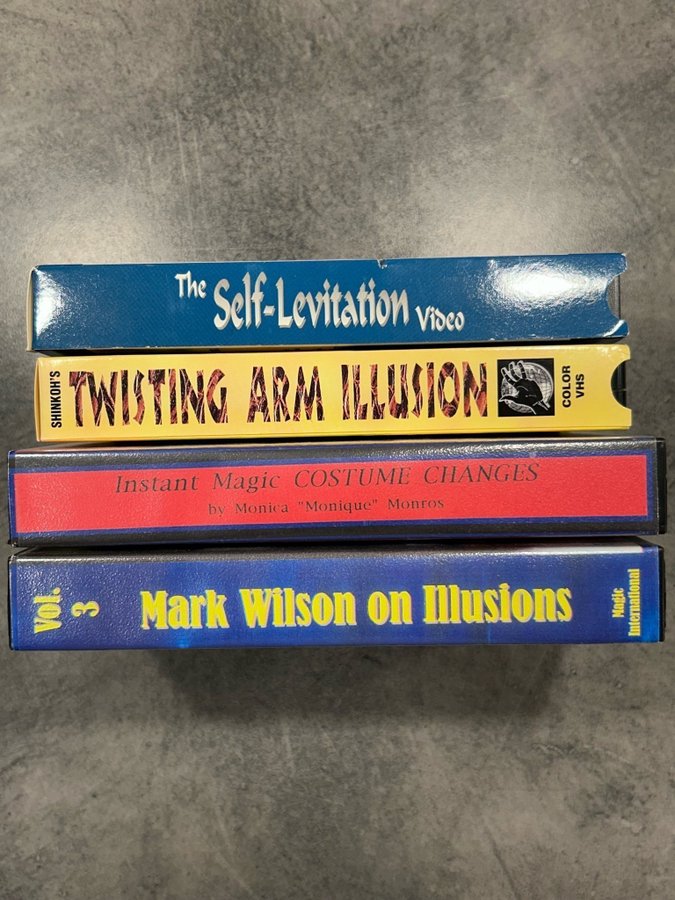 The Self-Levitation Video
SHINKOH'S
TWISTING ARM ILLUSION
COLOR
VHS
Instant Magic COSTUME CHANGES
by Monica "Monique" Monros
Vol.
3
Mark Wilson on Illusions
Magic
International